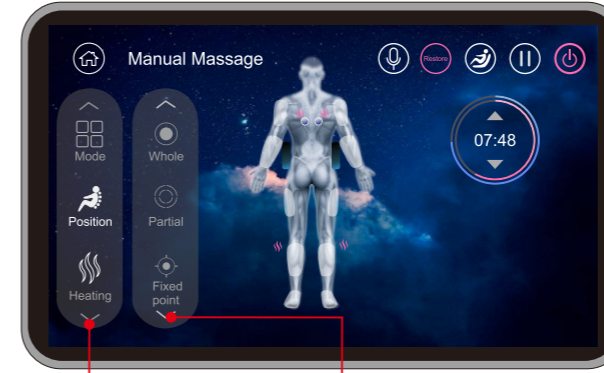 Manual Massage
Restore
Mode
Whole
07:48
Position
Partial
Heating
Fixed
point